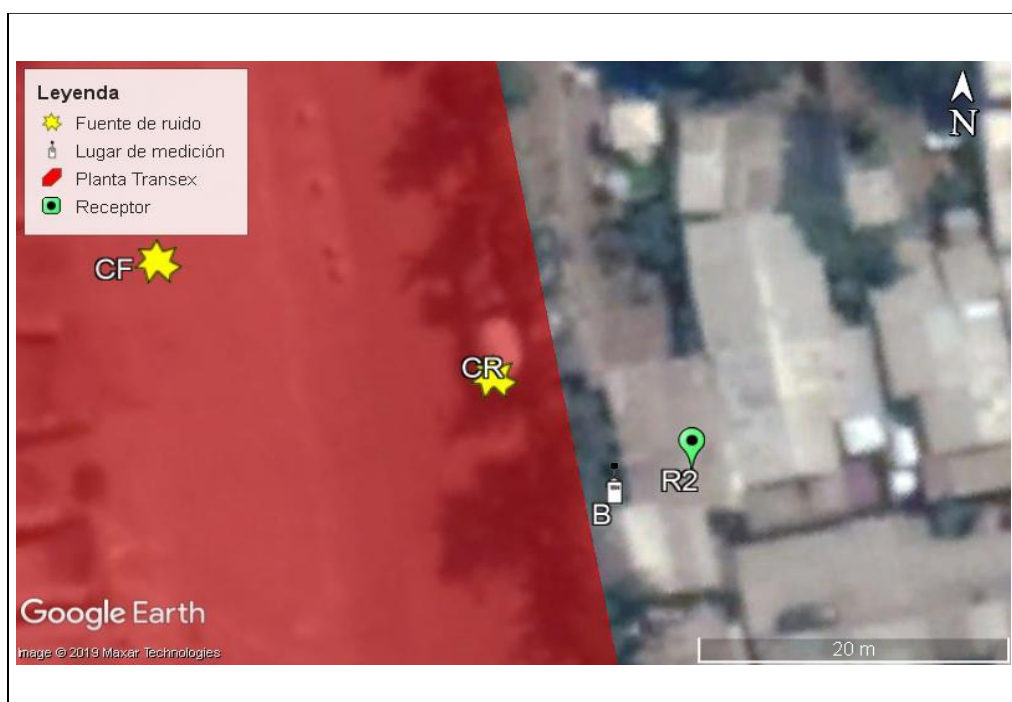 Leyenda
Fuente de ruido
Lugar de medición
Planta Transex
Receptor
N
CF
CR
R2
B
Google Earth
Image © 2019 Maxar Technologies
20 m